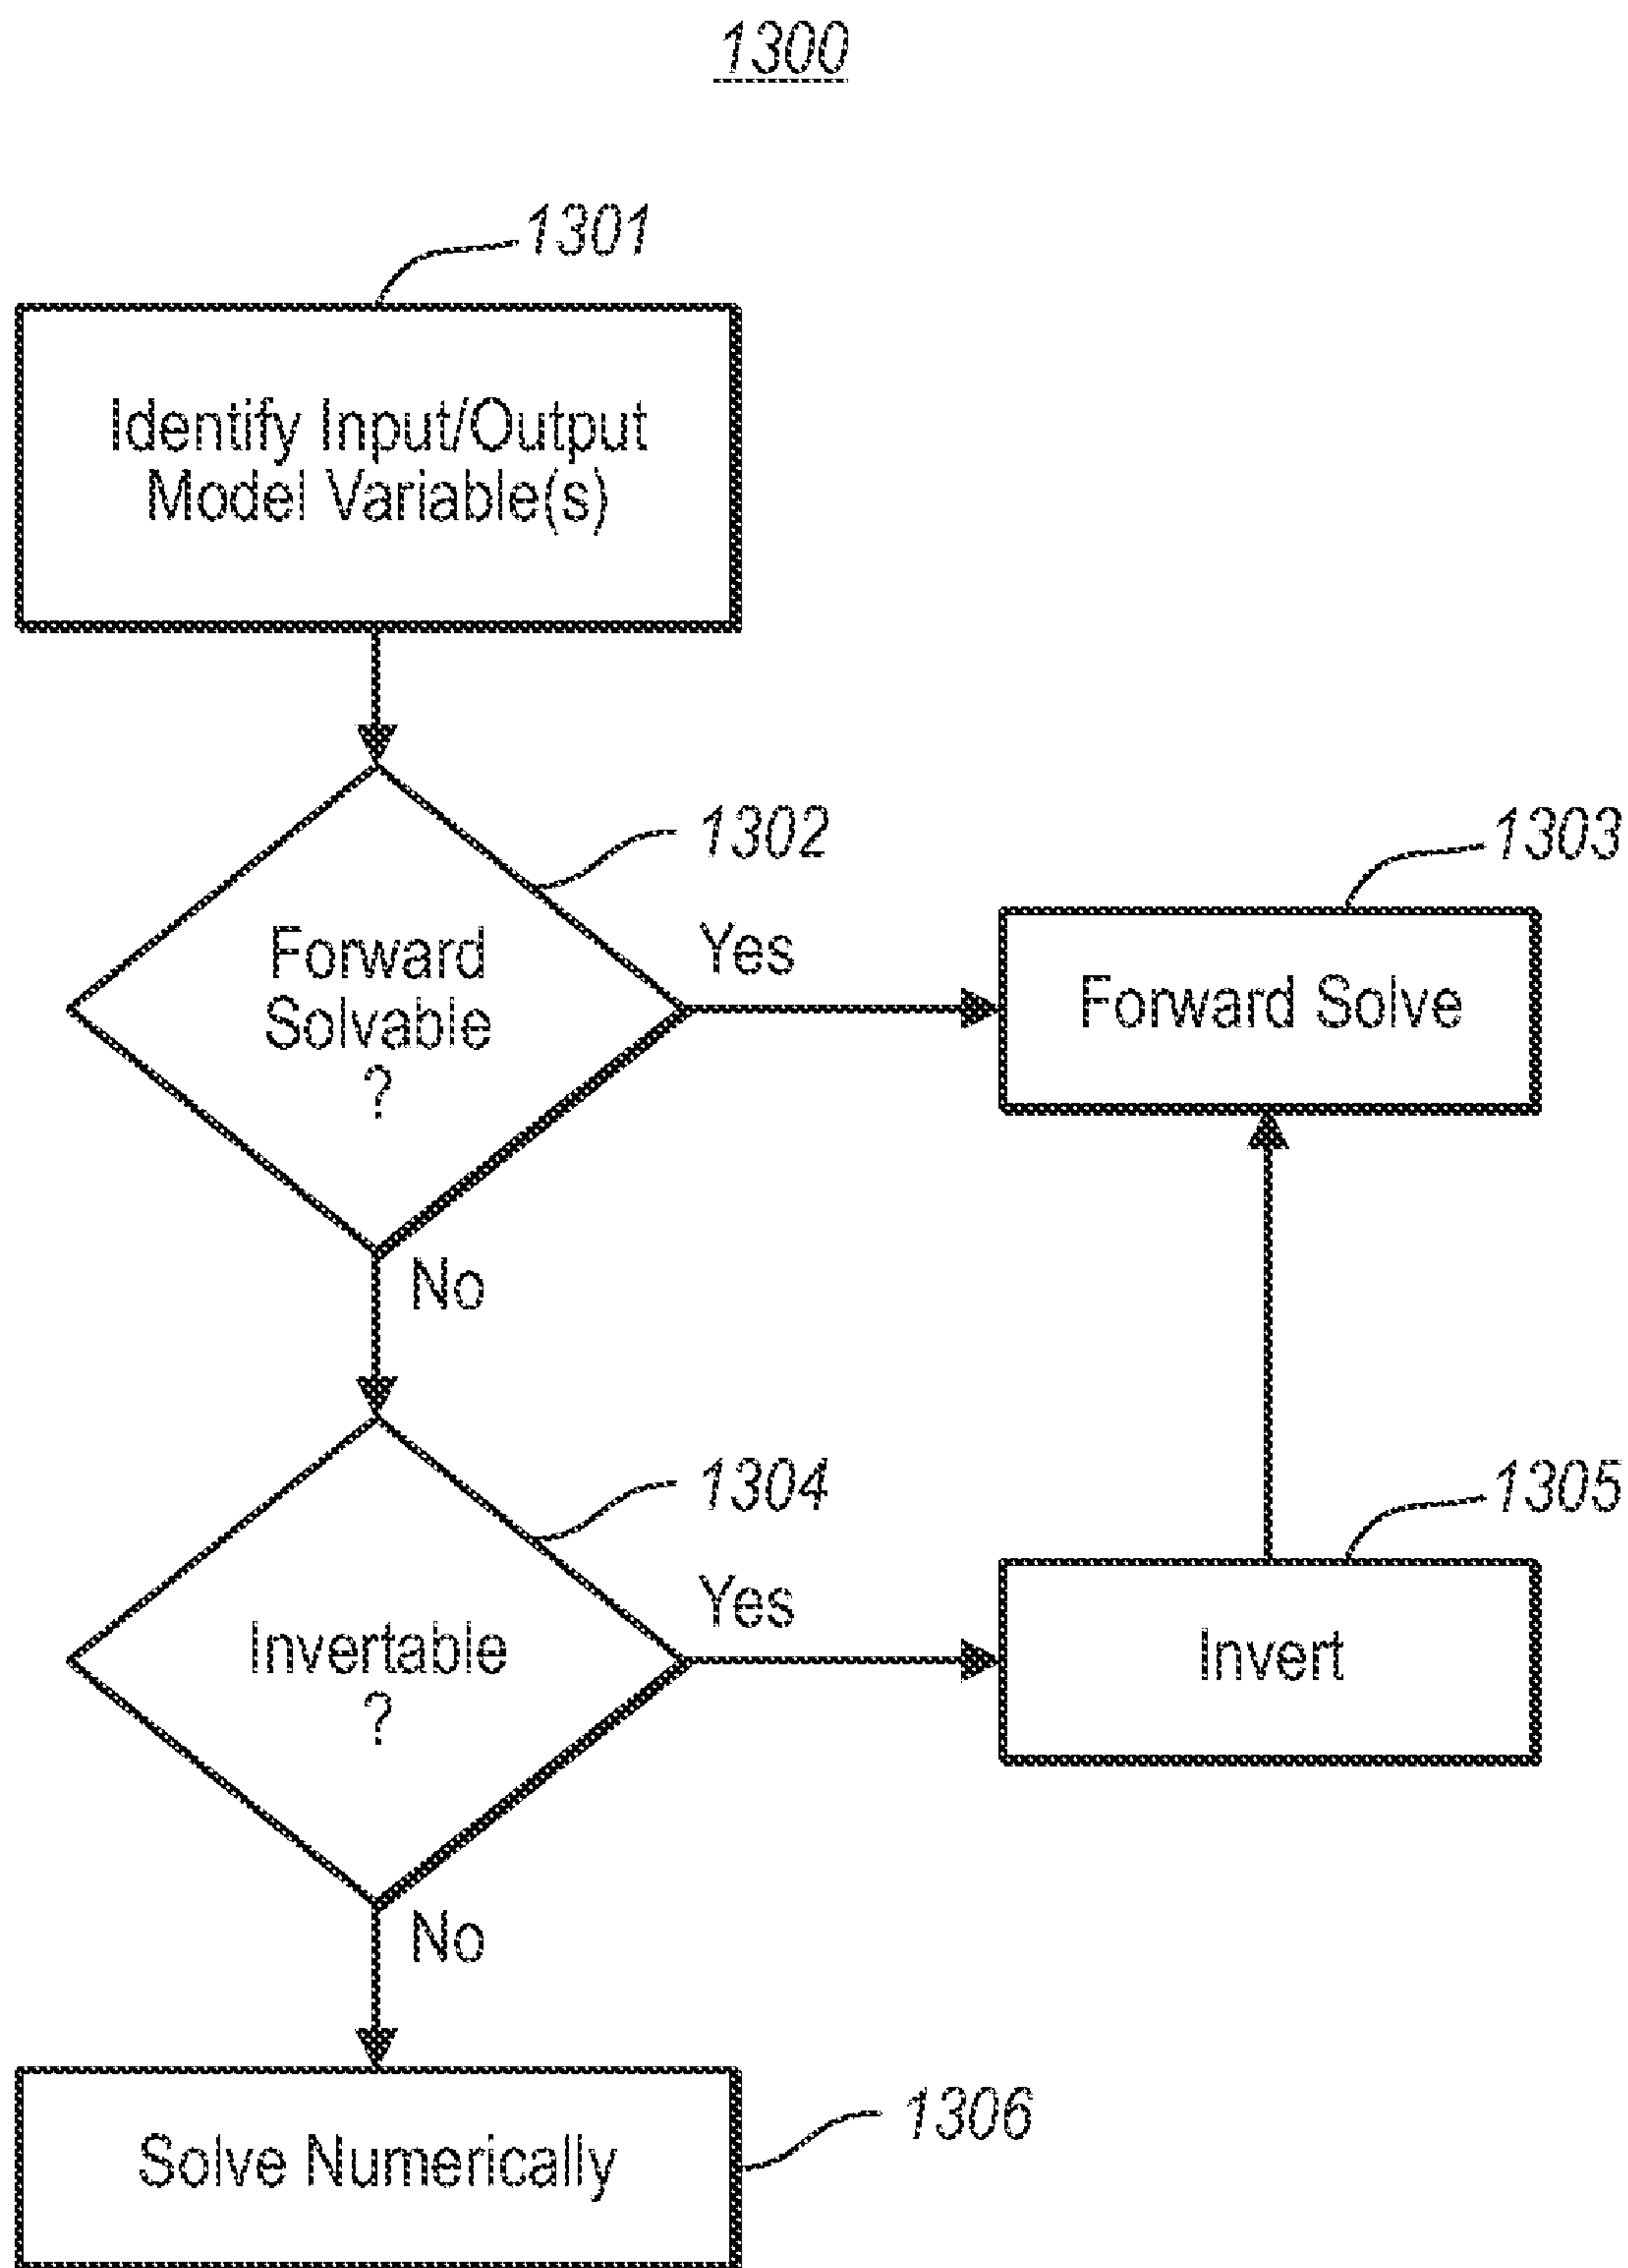 1300
1301
Identify Input/Output
Model Variable(s)
1302
1303
Forward
Solvable
?
Yes
Forward Solve
No
1304
1305
Invertable
?
Yes
Invert
No
1306
Solve Numerically